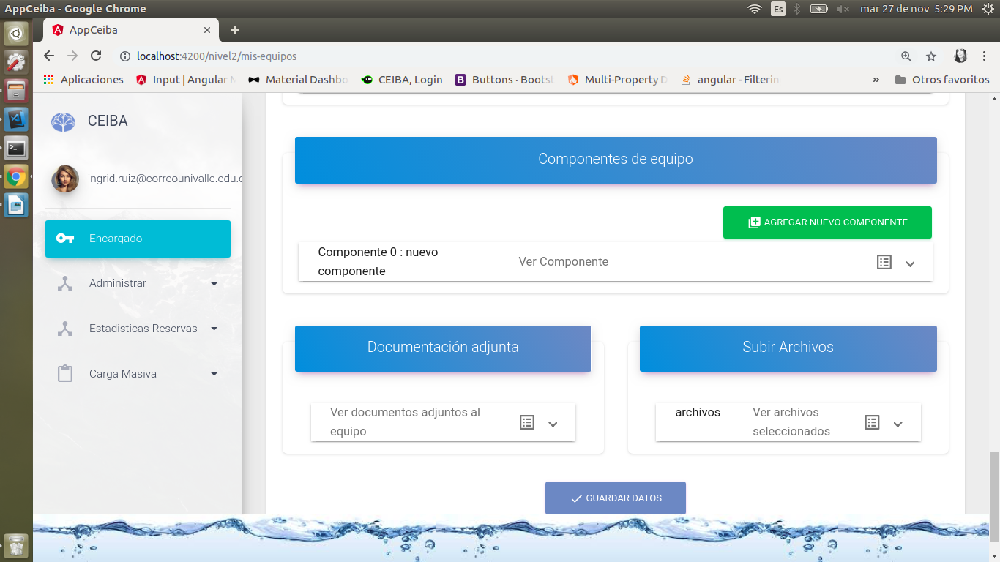 AppCeiba - Google Chrome
Es
mar 27 de nov 5:29 PM
AppCeiba
localhost:4200/nivel2/mis-equipos
Aplicaciones
Input | Angular
Material Dashbo
CEIBA, Login
Buttons · Boots
Multi-Property
angular - Filterin
»
Otros favoritos
CEIBA
ingrid.ruiz@correounivalle.edu.c
Encargado
Administrar
Estadisticas Reservas
Carga Masiva
Componentes de equipo
AGREGAR NUEVO COMPONENTE
Componente 0 : nuevo
componente
Ver Componente
Documentación adjunta
Ver documentos adjuntos al
equipo
Subir Archivos
archivos
Ver archivos
seleccionados
GUARDAR DATOS